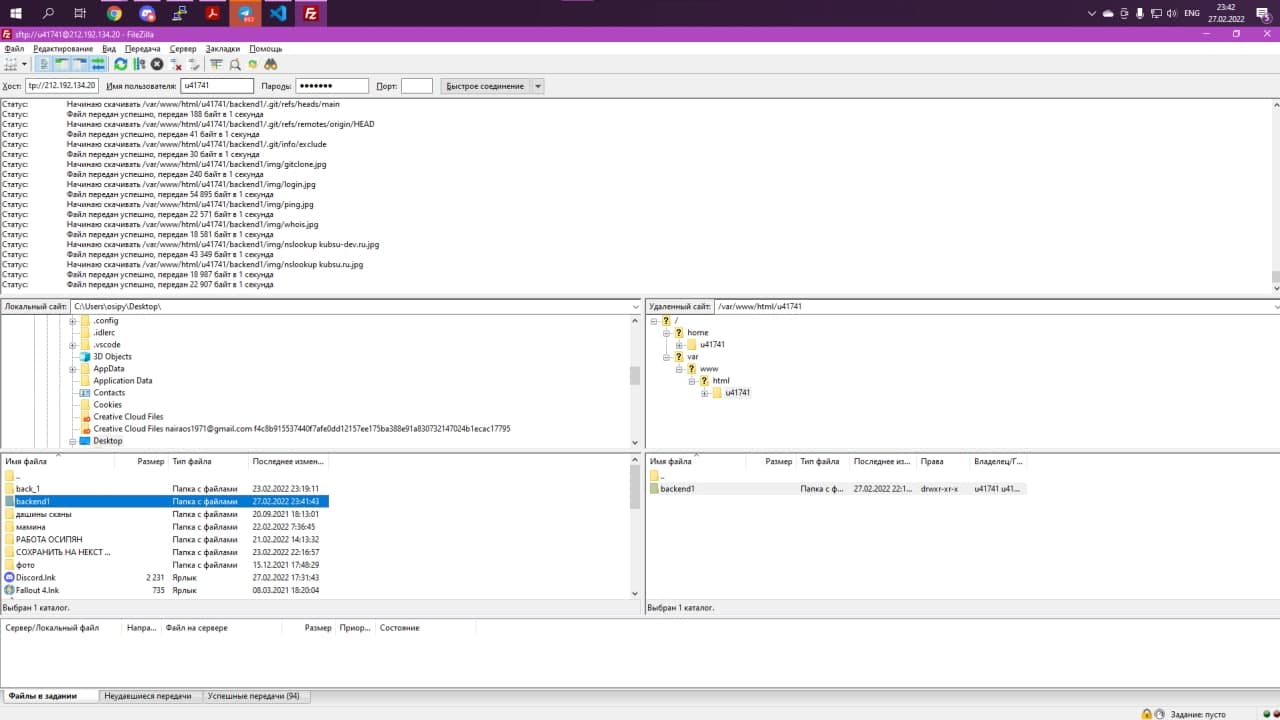 23:42
ENG
27.02.2022
sftp://u41741@212.192.134.20 - FileZilla
Файл Редактирование Вид Передача Сервер Закладки Помощь
Хост: tp://212.192.134.20 Имя пользователя: u41741 Пароль: ●●●●●●● Порт: Быстрое соединение
Статус: Начинаю скачивать /var/www/html/u41741/backend1/.git/refs/heads/main
Статус: Файл передан успешно, передан 188 байт в 1 секунда
Статус: Начинаю скачивать /var/www/html/u41741/backend1/.git/refs/remotes/origin/HEAD
Статус: Файл передан успешно, передан 41 байт в 1 секунда
Статус: Начинаю скачивать /var/www/html/u41741/backend1/.git/info/exclude
Статус: Файл передан успешно, передан 30 байт в 1 секунда
Статус: Начинаю скачивать /var/www/html/u41741/backend1/img/gitclone.jpg
Статус: Файл передан успешно, передан 240 байт в 1 секунда
Статус: Начинаю скачивать /var/www/html/u41741/backend1/img/login.jpg
Статус: Файл передан успешно, передан 54 895 байт в 1 секунда
Статус: Начинаю скачивать /var/www/html/u41741/backend1/img/ping.jpg
Статус: Файл передан успешно, передан 22 571 байт в 1 секунда
Статус: Начинаю скачивать /var/www/html/u41741/backend1/img/whois.jpg
Статус: Файл передан успешно, передан 18 581 байт в 1 секунда
Статус: Начинаю скачивать /var/www/html/u41741/backend1/img/nslookup kubsu-dev.ru.jpg
Статус: Файл передан успешно, передан 43 349 байт в 1 секунда
Статус: Начинаю скачивать /var/www/html/u41741/backend1/img/nslookup kubsu.ru.jpg
Статус: Файл передан успешно, передан 18 987 байт в 1 секунда
Статус: Файл передан успешно, передан 22 907 байт в 1 секунда
Локальный сайт: C:\Users\osipy\Desktop\
.config
.idlerc
.vscode
3D Objects
AppData
Application Data
Contacts
Cookies
Creative Cloud Files
Creative Cloud Files nairaos1971@gmail.com f4c8b915537440f7afe0dd12157ee175ba388e91a830732147024b1ecac17795
Desktop
Удаленный сайт: /var/www/html/u41741
/
home
u41741
var
www
html
u41741
Имя файла Размер Тип файла Последнее измен...
..
back_1 Папка с файлами 23.02.2022 23:19:11
backend1 Папка с файлами 27.02.2022 23:41:43
дашины сканы Папка с файлами 20.09.2021 18:13:01
мамина Папка с файлами 22.02.2022 7:36:45
РАБОТА ОСИПЯН Папка с файлами 21.02.2022 14:13:32
СОХРАНИТЬ НА НЕКСТ ... Папка с файлами 23.02.2022 22:16:57
фото Папка с файлами 15.12.2021 17:48:29
Discord.lnk 2 231 Ярлык 27.02.2022 17:31:43
Fallout 4.lnk 735 Ярлык 08.03.2021 18:20:04
Выбран 1 каталог.
Имя файла Размер Тип файла Последнее из... Права Владелец/Г...
..
backend1 Папка с ф... 27.02.2022 22:1... drwxr-xr-x u41741 u41...
Выбран 1 каталог.
Сервер/Локальный файл Напра... Файл на сервере Размер Приор... Состояние
Файлы в задании Неудавшиеся передачи Успешные передачи (94)
Задание: пусто